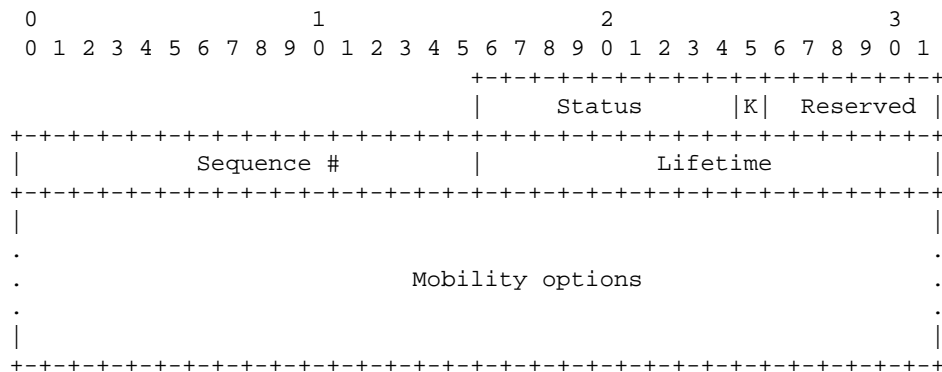 0                   1                   2                   3
 0 1 2 3 4 5 6 7 8 9 0 1 2 3 4 5 6 7 8 9 0 1 2 3 4 5 6 7 8 9 0 1
                                +-+-+-+-+-+-+-+-+-+-+-+-+-+-+-+-+
                                |     Status      |K|  Reserved |
+-+-+-+-+-+-+-+-+-+-+-+-+-+-+-+-+-+-+-+-+-+-+-+-+-+-+-+-+-+-+-+-+
|           Sequence #          |            Lifetime           |
+-+-+-+-+-+-+-+-+-+-+-+-+-+-+-+-+-+-+-+-+-+-+-+-+-+-+-+-+-+-+-+-+
|                                                               |
.                                                               .
.                           Mobility options                    .
.                                                               .
|                                                               |
+-+-+-+-+-+-+-+-+-+-+-+-+-+-+-+-+-+-+-+-+-+-+-+-+-+-+-+-+-+-+-+-+